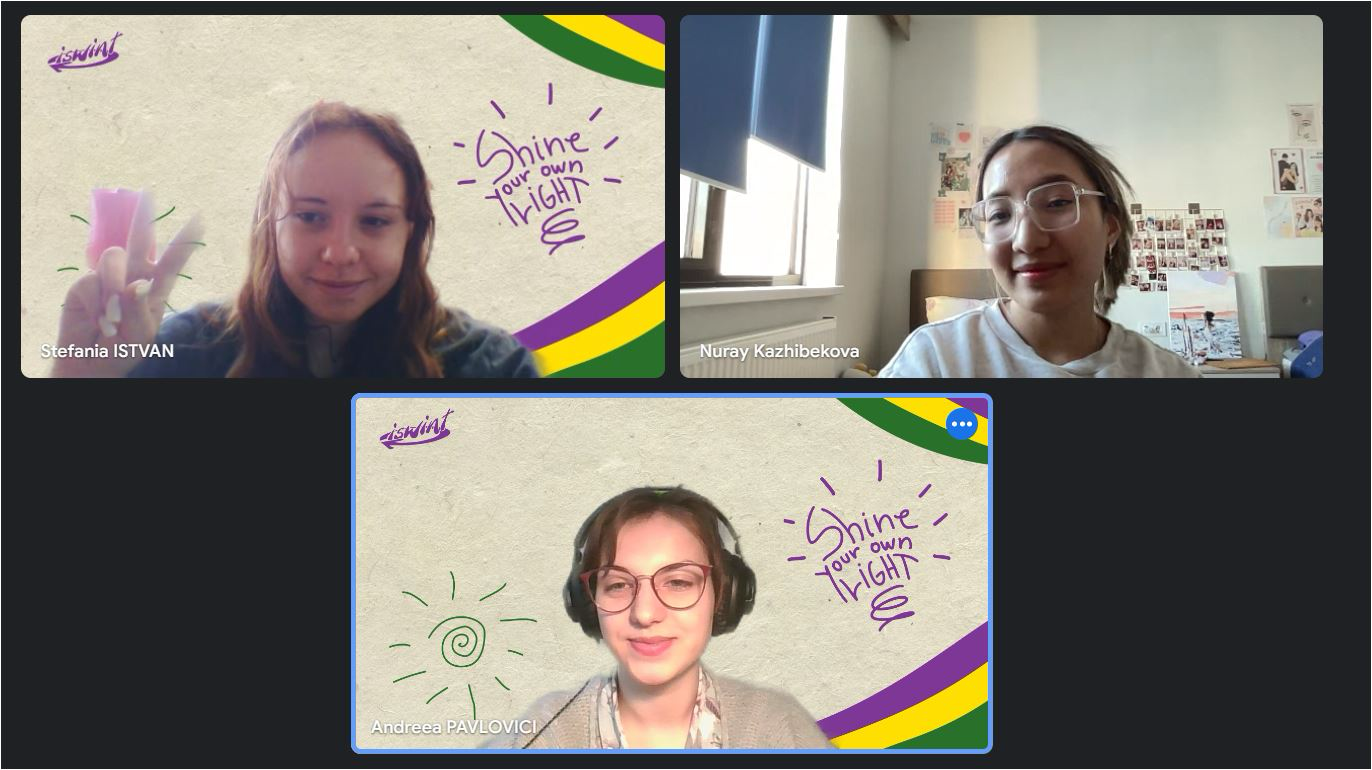 iswinT
Shine
your own
LIGHT
Stefania ISTVAN
Nuray Kazhibekova
iswinT
Shine
your own
LIGHT
Andreea PAVLOVICI